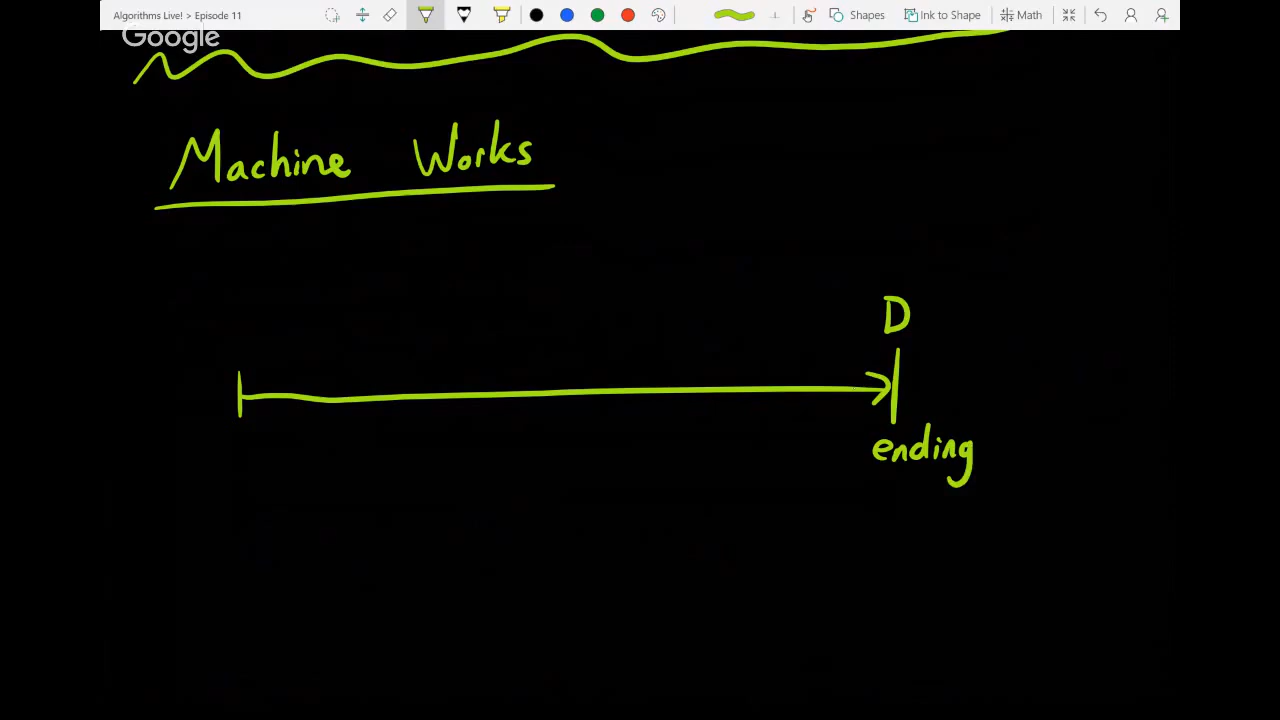 Algorithms Live! > Episode 11
Shapes
Ink to Shape
Math
Google
Machine Works
D
ending